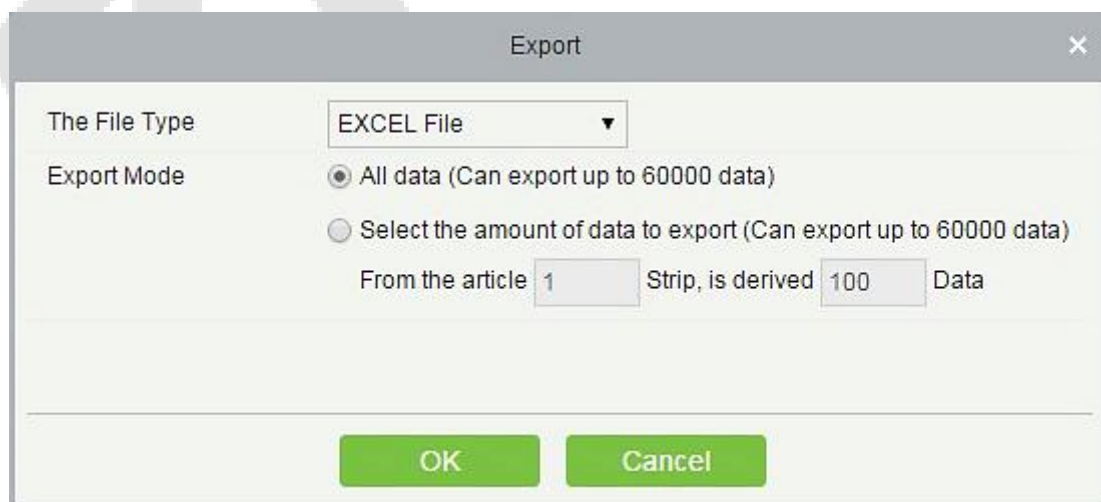 Export ×
The File Type EXCEL File ▼
Export Mode All data (Can export up to 60000 data)
Select the amount of data to export (Can export up to 60000 data)
From the article 1 Strip, is derived 100 Data
OK Cancel